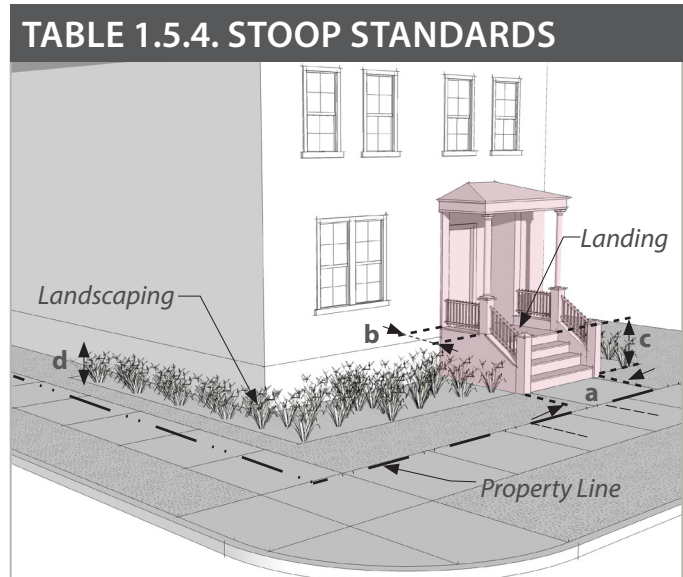 TABLE 1.5.4. STOOP STANDARDS
Landing
Landscaping
b
c
d
a
Property Line